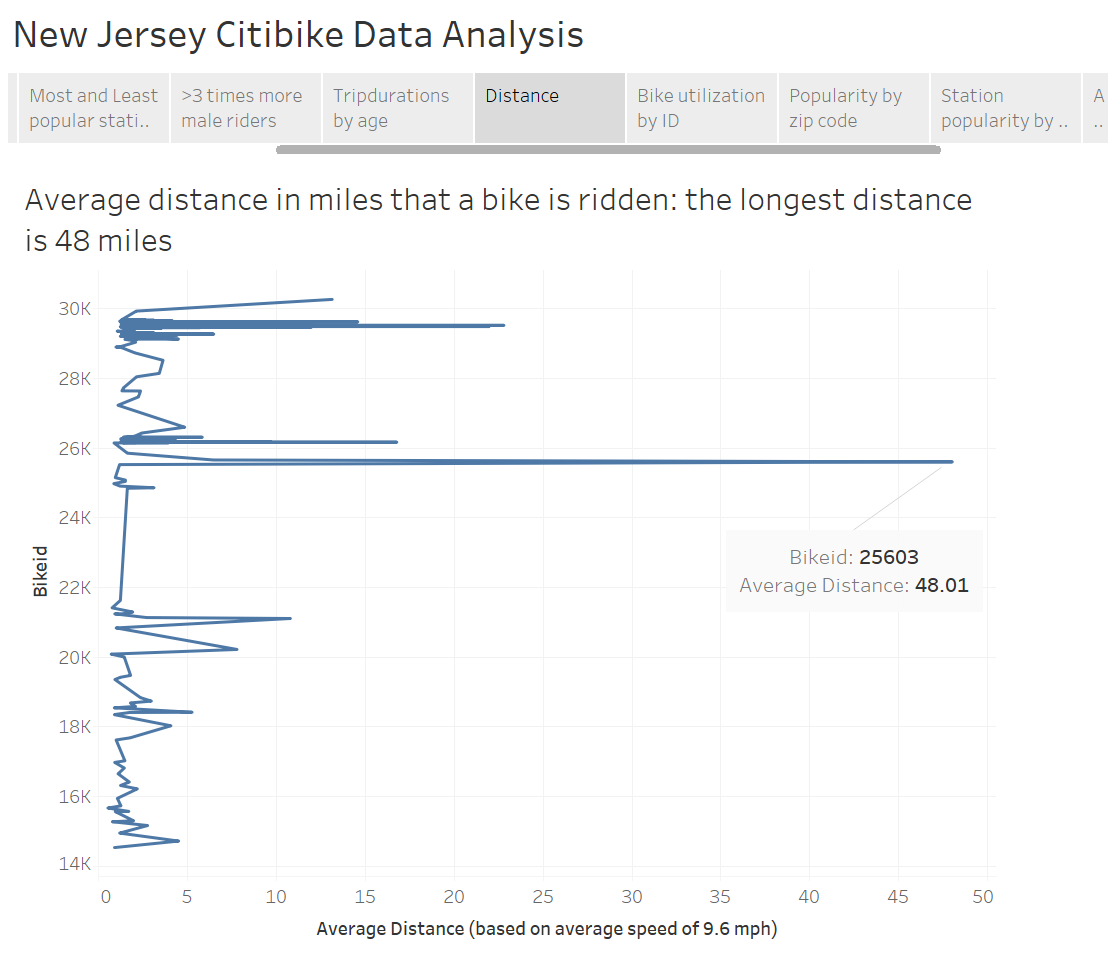 New Jersey Citibike Data Analysis
Most and Least
popular stati..
>3 times more
male riders
Tripdurations
by age
Distance
Bike utilization
by ID
Popularity by
zip code
Station
popularity by ..
A
..
Average distance in miles that a bike is ridden: the longest distance
is 48 miles
30K
28K
26K
24K
22K
20K
18K
16K
14K
Bikeid
Bikeid: 25603
Average Distance: 48.01
0 5 10 15 20 25 30 35 40 45 50
Average Distance (based on average speed of 9.6 mph)